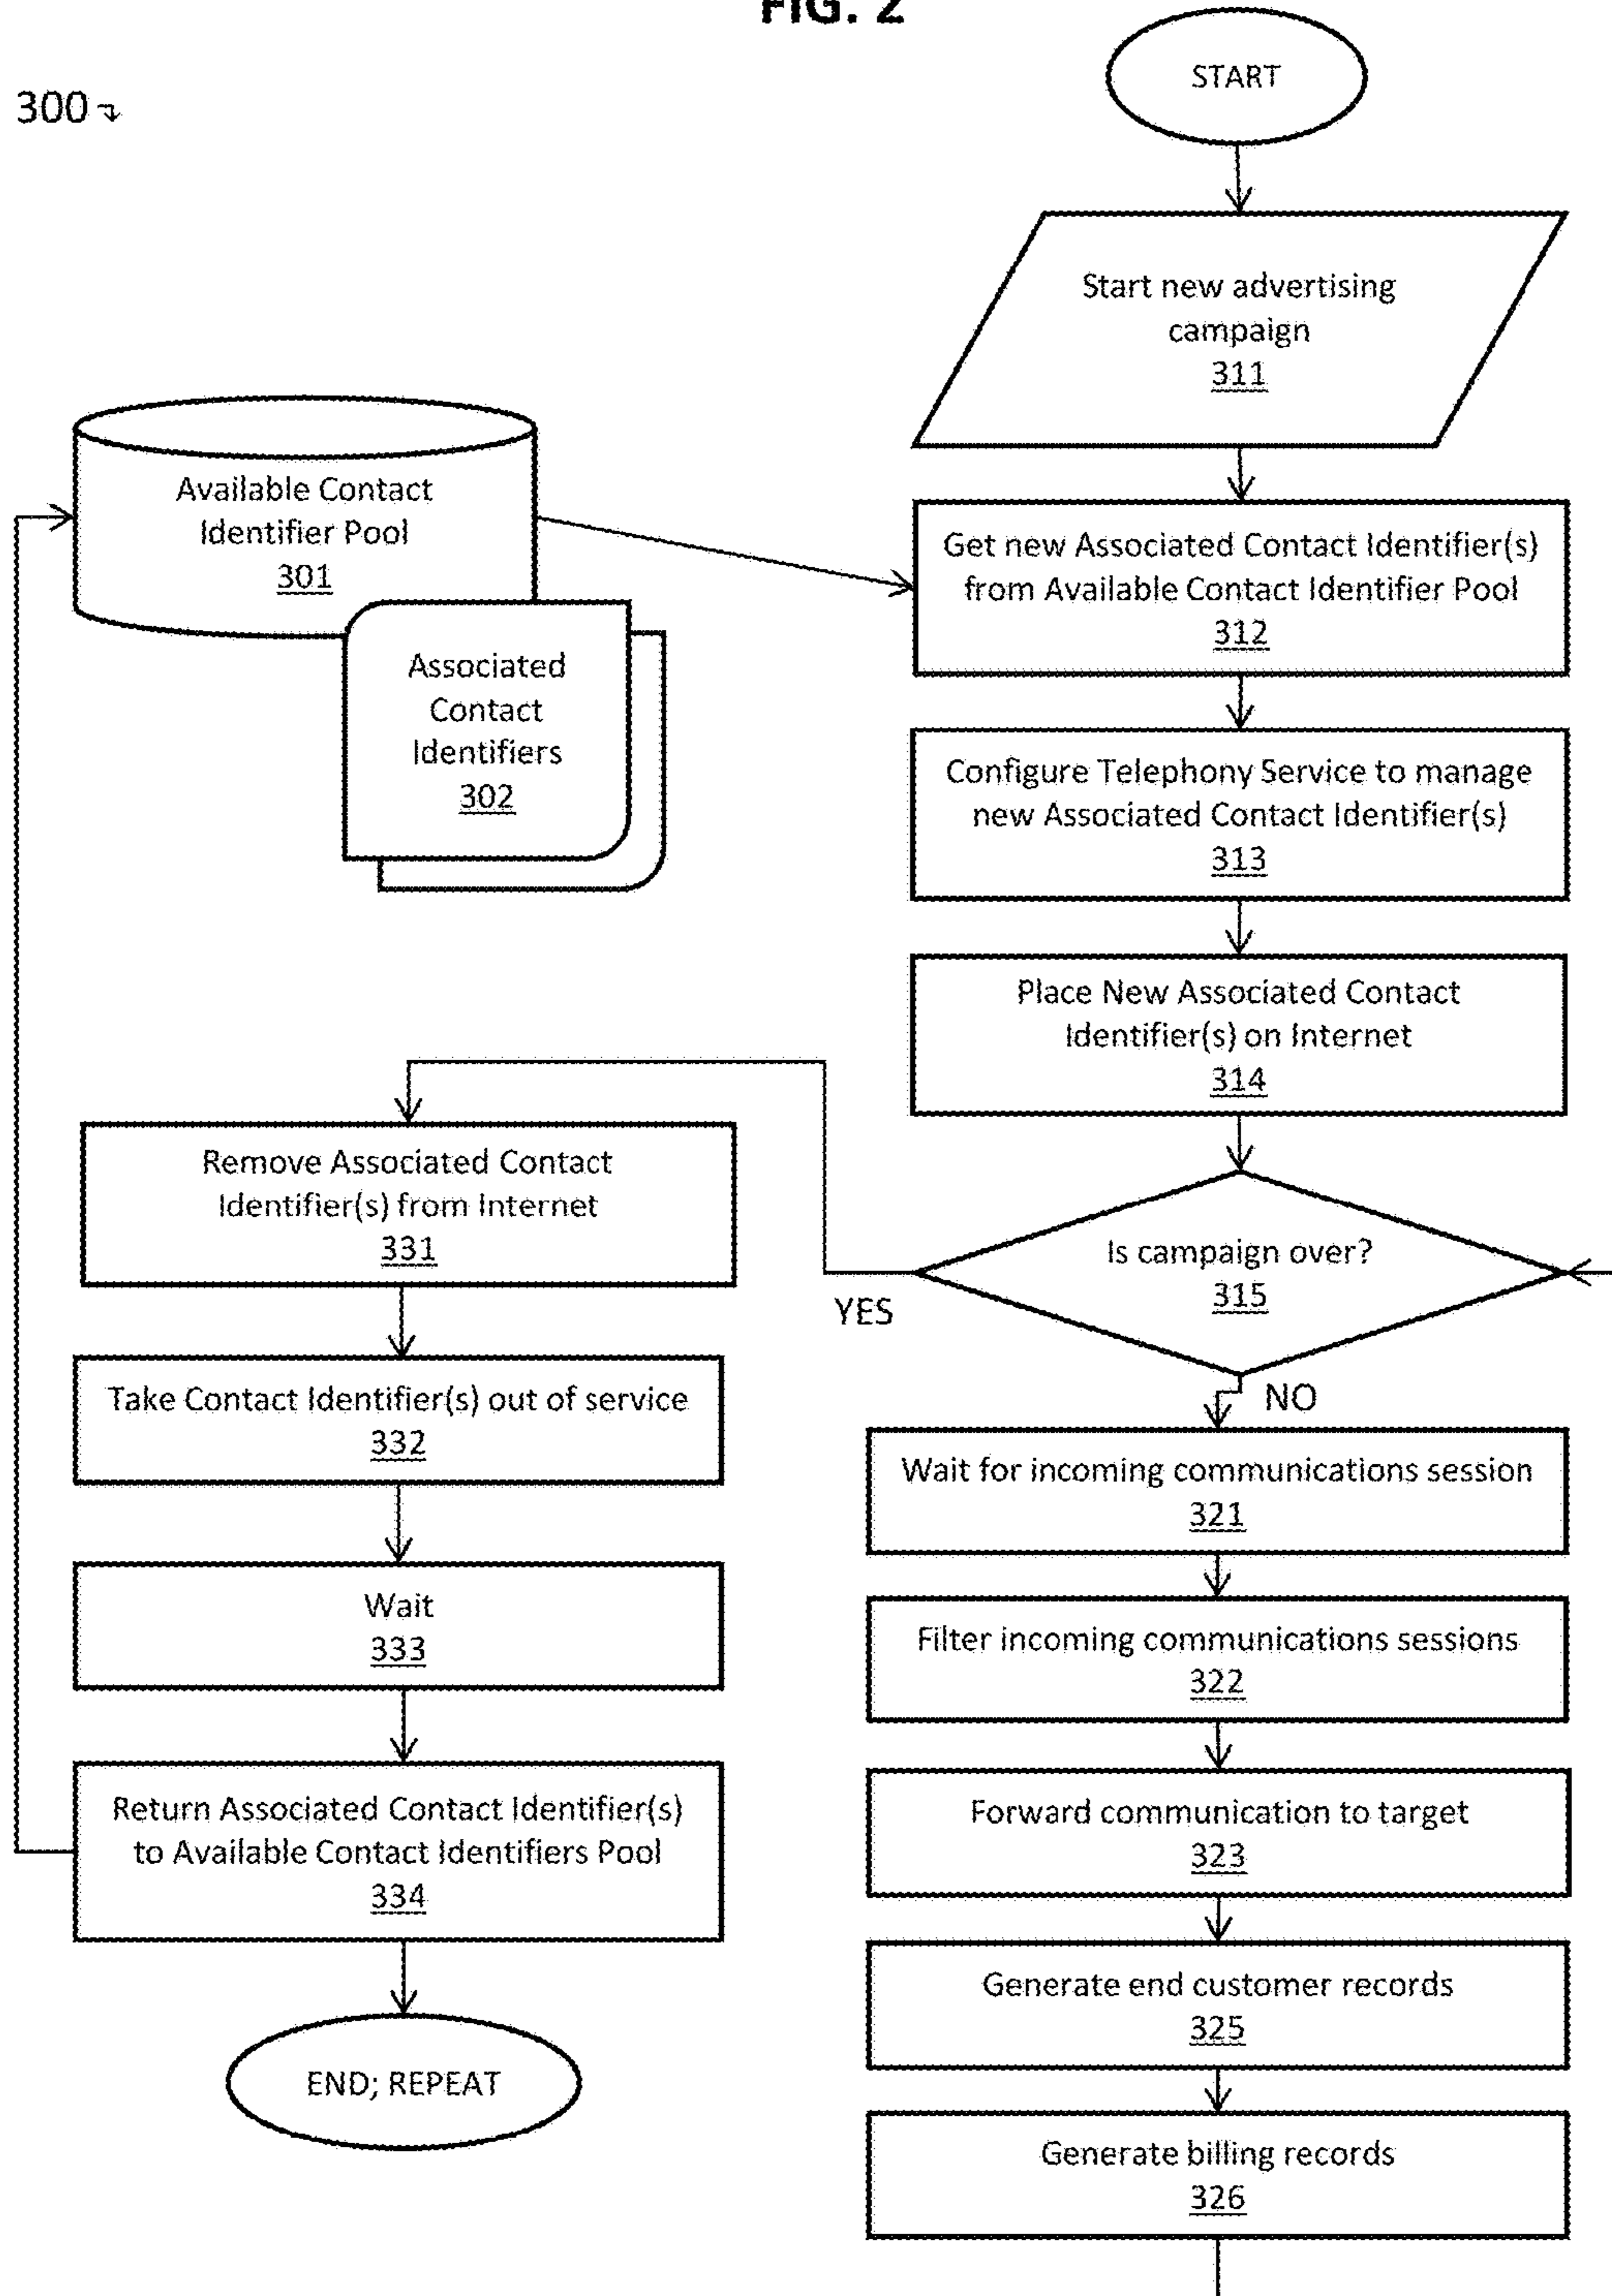 FIG. 2
300
START
Start new advertising
campaign
311
Available Contact
Identifier Pool
301
Associated
Contact
Identifiers
302
Get new Associated Contact Identifier(s)
from Available Contact Identifier Pool
312
Configure Telephony Service to manage
new Associated Contact Identifier(s)
313
Place New Associated Contact
Identifier(s) on Internet
314
Is campaign over?
315
YES
NO
Remove Associated Contact
Identifier(s) from Internet
331
Take Contact Identifier(s) out of service
332
Wait
333
Return Associated Contact Identifier(s)
to Available Contact Identifiers Pool
334
END; REPEAT
Wait for incoming communications session
321
Filter incoming communications sessions
322
Forward communication to target
323
Generate end customer records
325
Generate billing records
326